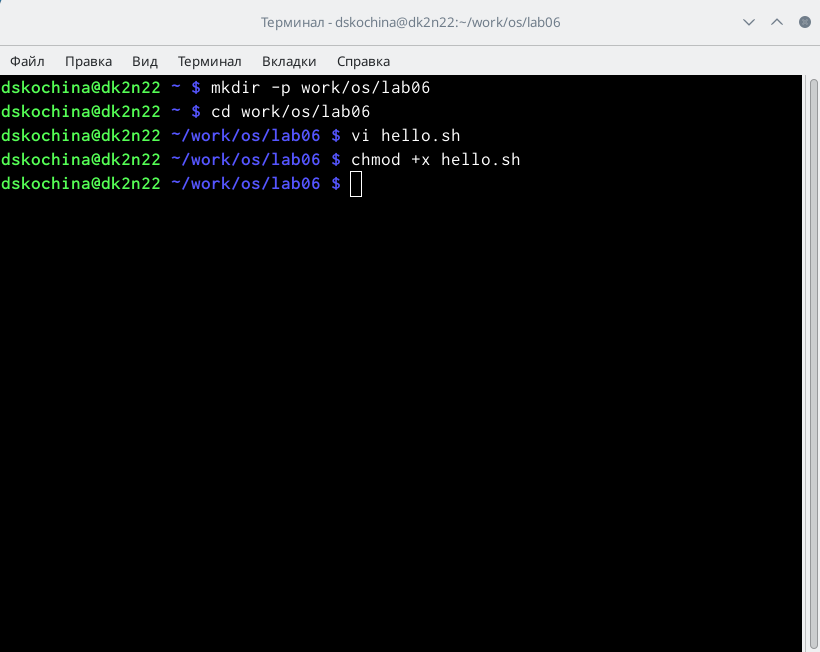 Терминал - dskochina@dk2n22:~/work/os/lab06
Файл Правка Вид Терминал Вкладки Справка
dskochina@dk2n22 ~ $ mkdir -p work/os/lab06
dskochina@dk2n22 ~ $ cd work/os/lab06
dskochina@dk2n22 ~/work/os/lab06 $ vi hello.sh
dskochina@dk2n22 ~/work/os/lab06 $ chmod +x hello.sh
dskochina@dk2n22 ~/work/os/lab06 $